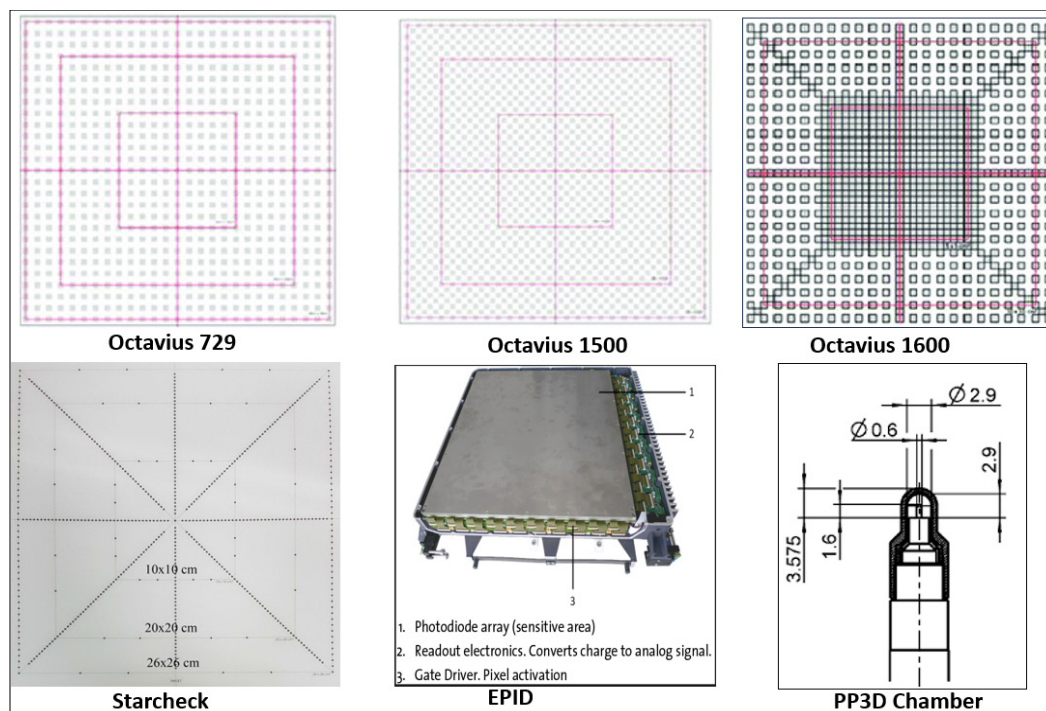 Octavius 729
Octavius 1500
Octavius 1600
10x10 cm
20x20 cm
26x26 cm
Starcheck
1
2
3
1. Photodiode array (sensitive area)
2. Readout electronics. Converts charge to analog signal.
3. Gate Driver. Pixel activation
EPID
Ø 2.9
Ø 0.6
2.9
3.575
1.6
PP3D Chamber